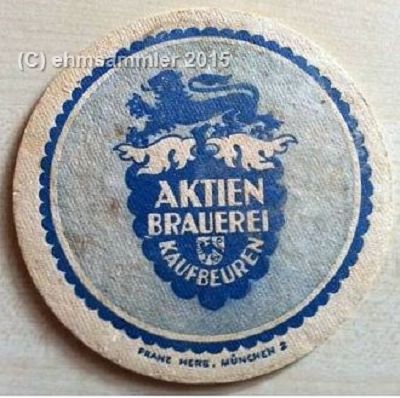 (C) ehmsammler 2015
AKTIEN
BRAUEREI
KAUFBEUREN
FRANZ HERB, MÜNCHEN 2